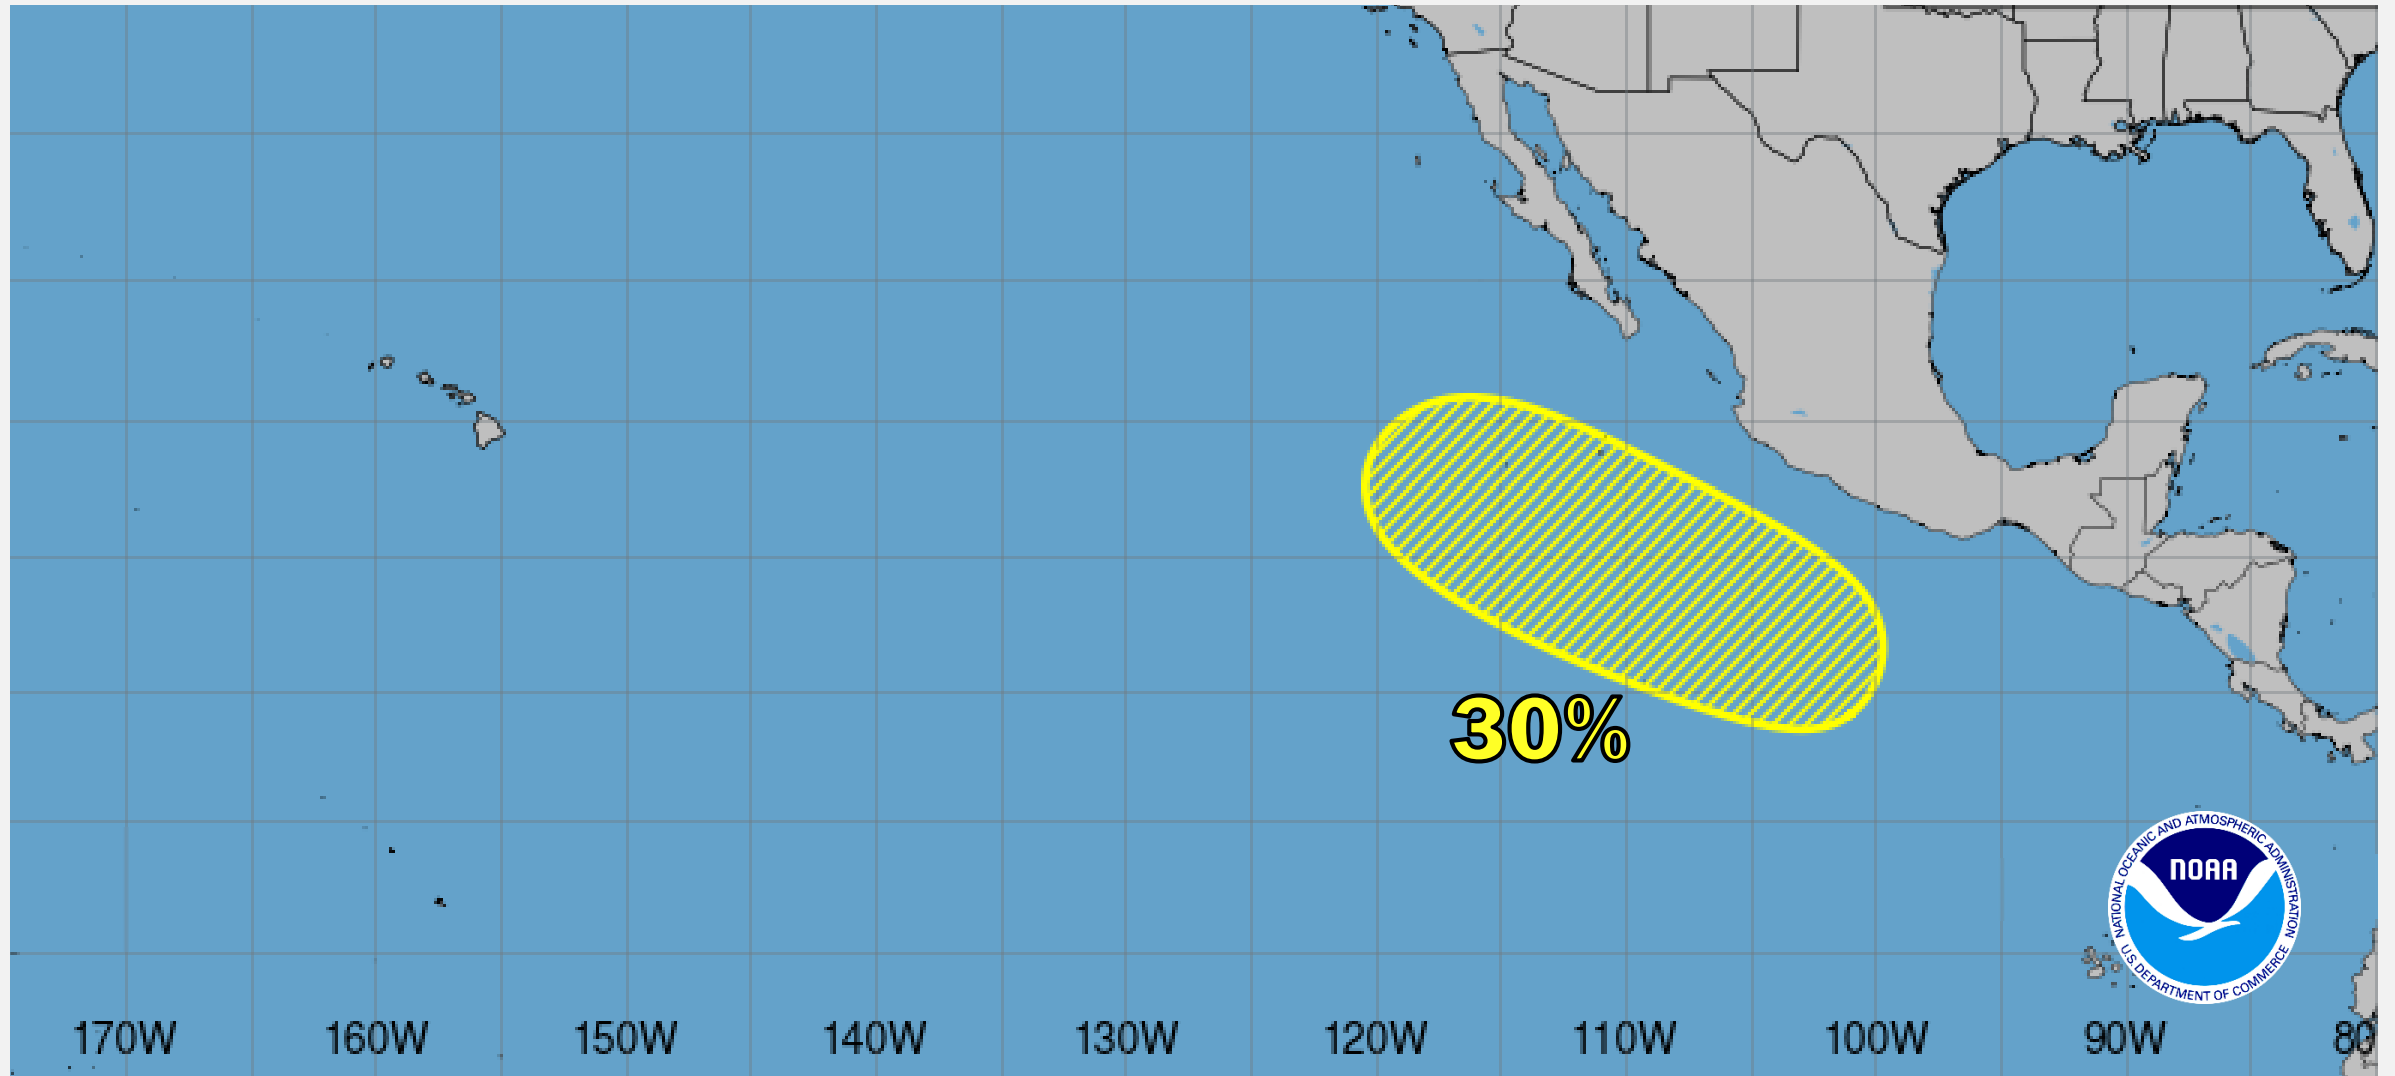 30%
NATIONAL OCEANIC AND ATMOSPHERIC ADMINISTRATION
NOAA
U.S. DEPARTMENT OF COMMERCE
170W 160W 150W 140W 130W 120W 110W 100W 90W 80